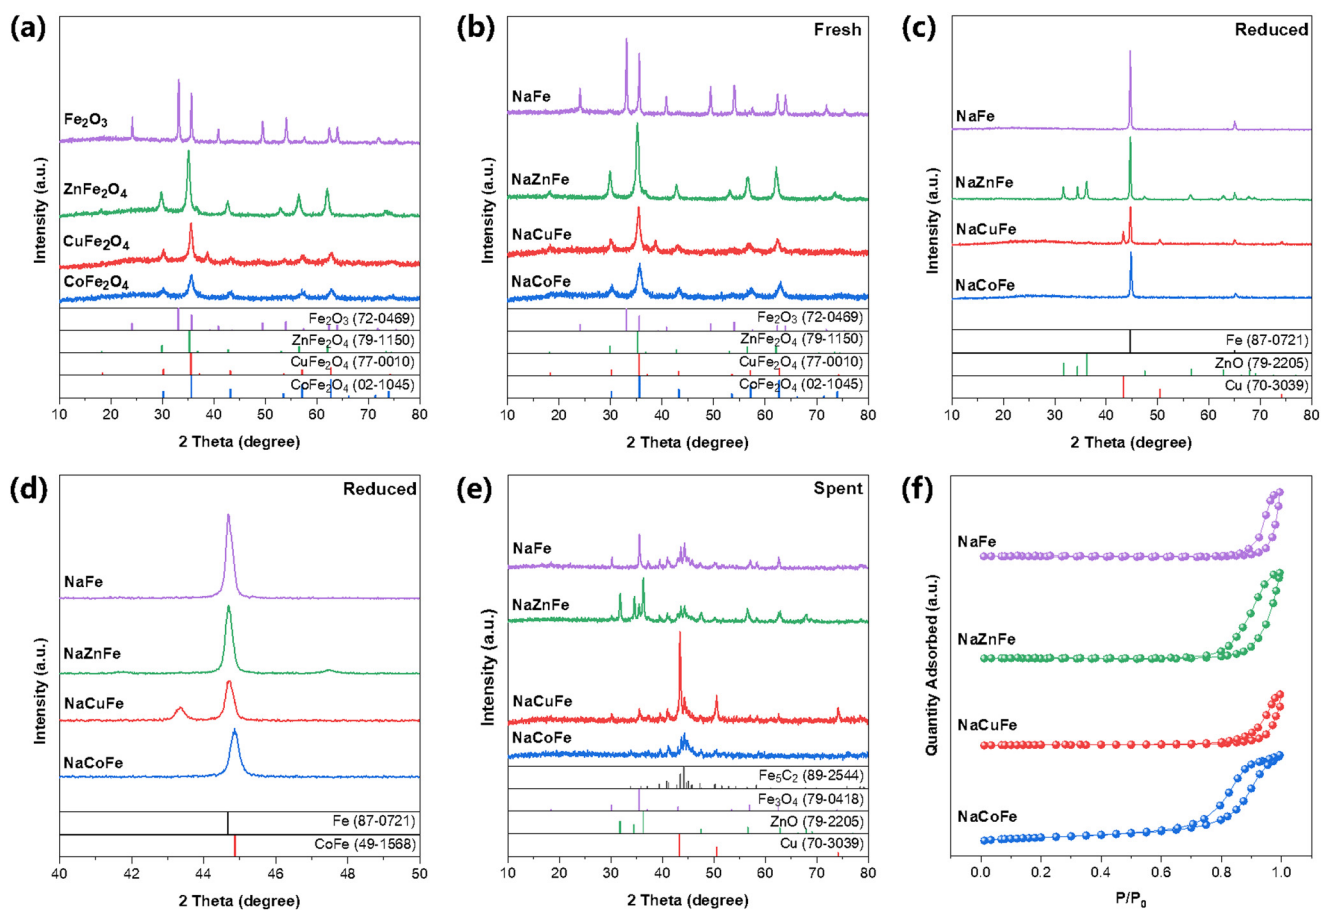 (a)
Fe₂O₃
ZnFe₂O₄
CuFe₂O₄
CoFe₂O₄
Fe₂O₃ (72-0469)
ZnFe₂O₄ (79-1150)
CuFe₂O₄ (77-0010)
CoFe₂O₄ (02-1045)
10 20 30 40 50 60 70 80
2 Theta (degree)
Intensity (a.u.)
(b)
Fresh
NaFe
NaZnFe
NaCuFe
NaCoFe
Fe₂O₃ (72-0469)
ZnFe₂O₄ (79-1150)
CuFe₂O₄ (77-0010)
CoFe₂O₄ (02-1045)
10 20 30 40 50 60 70 80
2 Theta (degree)
Intensity (a.u.)
(c)
Reduced
NaFe
NaZnFe
NaCuFe
NaCoFe
Fe (87-0721)
ZnO (79-2205)
Cu (70-3039)
10 20 30 40 50 60 70 80
2 Theta (degree)
Intensity (a.u.)
(d)
Reduced
NaFe
NaZnFe
NaCuFe
NaCoFe
Fe (87-0721)
CoFe (49-1568)
40 42 44 46 48 50
2 Theta (degree)
Intensity (a.u.)
(e)
Spent
NaFe
NaZnFe
NaCuFe
NaCoFe
Fe₅C₂ (89-2544)
Fe₃O₄ (79-0418)
ZnO (79-2205)
Cu (70-3039)
10 20 30 40 50 60 70 80
2 Theta (degree)
Intensity (a.u.)
(f)
NaFe
NaZnFe
NaCuFe
NaCoFe
0.0 0.2 0.4 0.6 0.8 1.0
P/P₀
Quantity Adsorbed (a.u.)